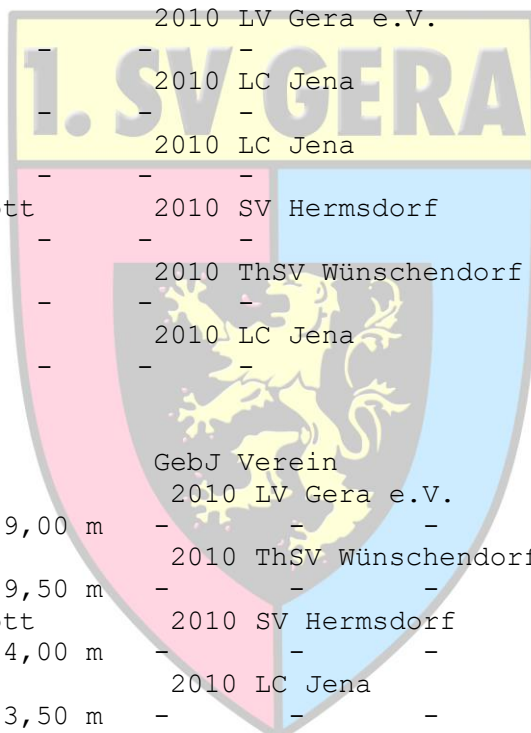 2010 LV Gera e.V.
- - -
1. SV GERA
2010 LC Jena
- - -
2010 LC Jena
- - -
ott 2010 SV Hermsdorf
- - -
2010 ThSV Wünschendorf
- - -
2010 LC Jena
- - -
GebJ Verein
2010 LV Gera e.V.
9,00 m - - -
2010 ThSV Wünschendorf
9,50 m - - -
ott 2010 SV Hermsdorf
4,00 m - - -
2010 LC Jena
3,50 m - - -